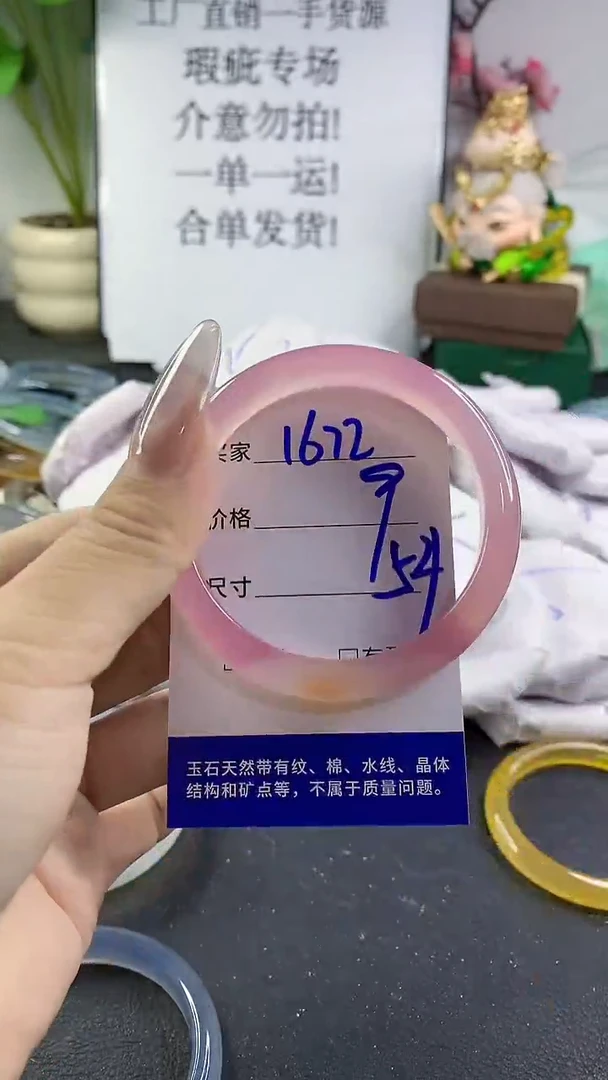 工厂直销一手货源
瑕疵专场
介意勿拍!
一单一运!
合单发货!
买家 1672
价格 9
尺寸 54
玉石天然带有纹、棉、水线、晶体
结构和矿点等，不属于质量问题。